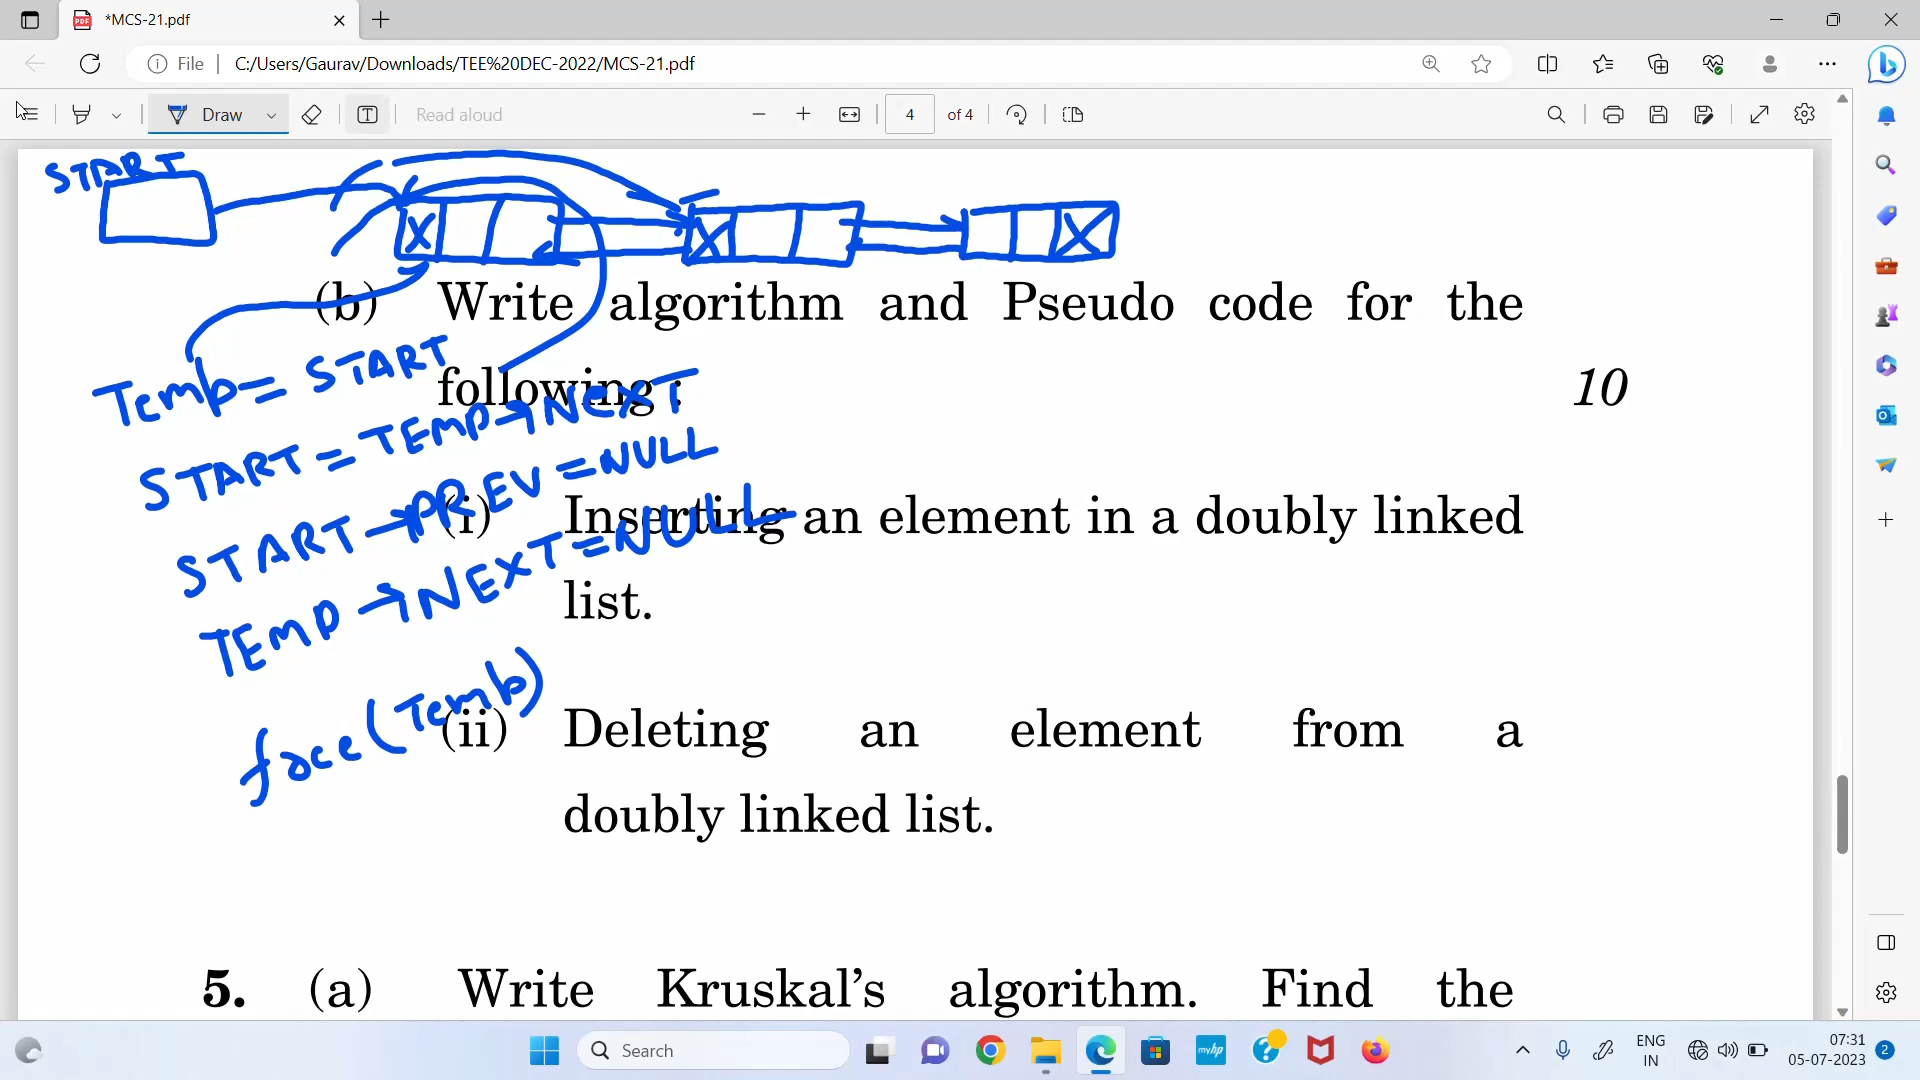 *MCS-21.pdf
File C:/Users/Gaurav/Downloads/TEE%20DEC-2022/MCS-21.pdf
Draw Read aloud 4 of 4
START
(b) Write algorithm and Pseudo code for the
following : 10
Temp = START
START = TEMP→NEXT
START→PREV = NULL
TEMP→NEXT = NULL
free(Temp)
(i) Inserting an element in a doubly linked
list.
(ii) Deleting an element from a
doubly linked list.
5. (a) Write Kruskal's algorithm. Find the
Search
myhp
ENG
IN
07:31
05-07-2023
2